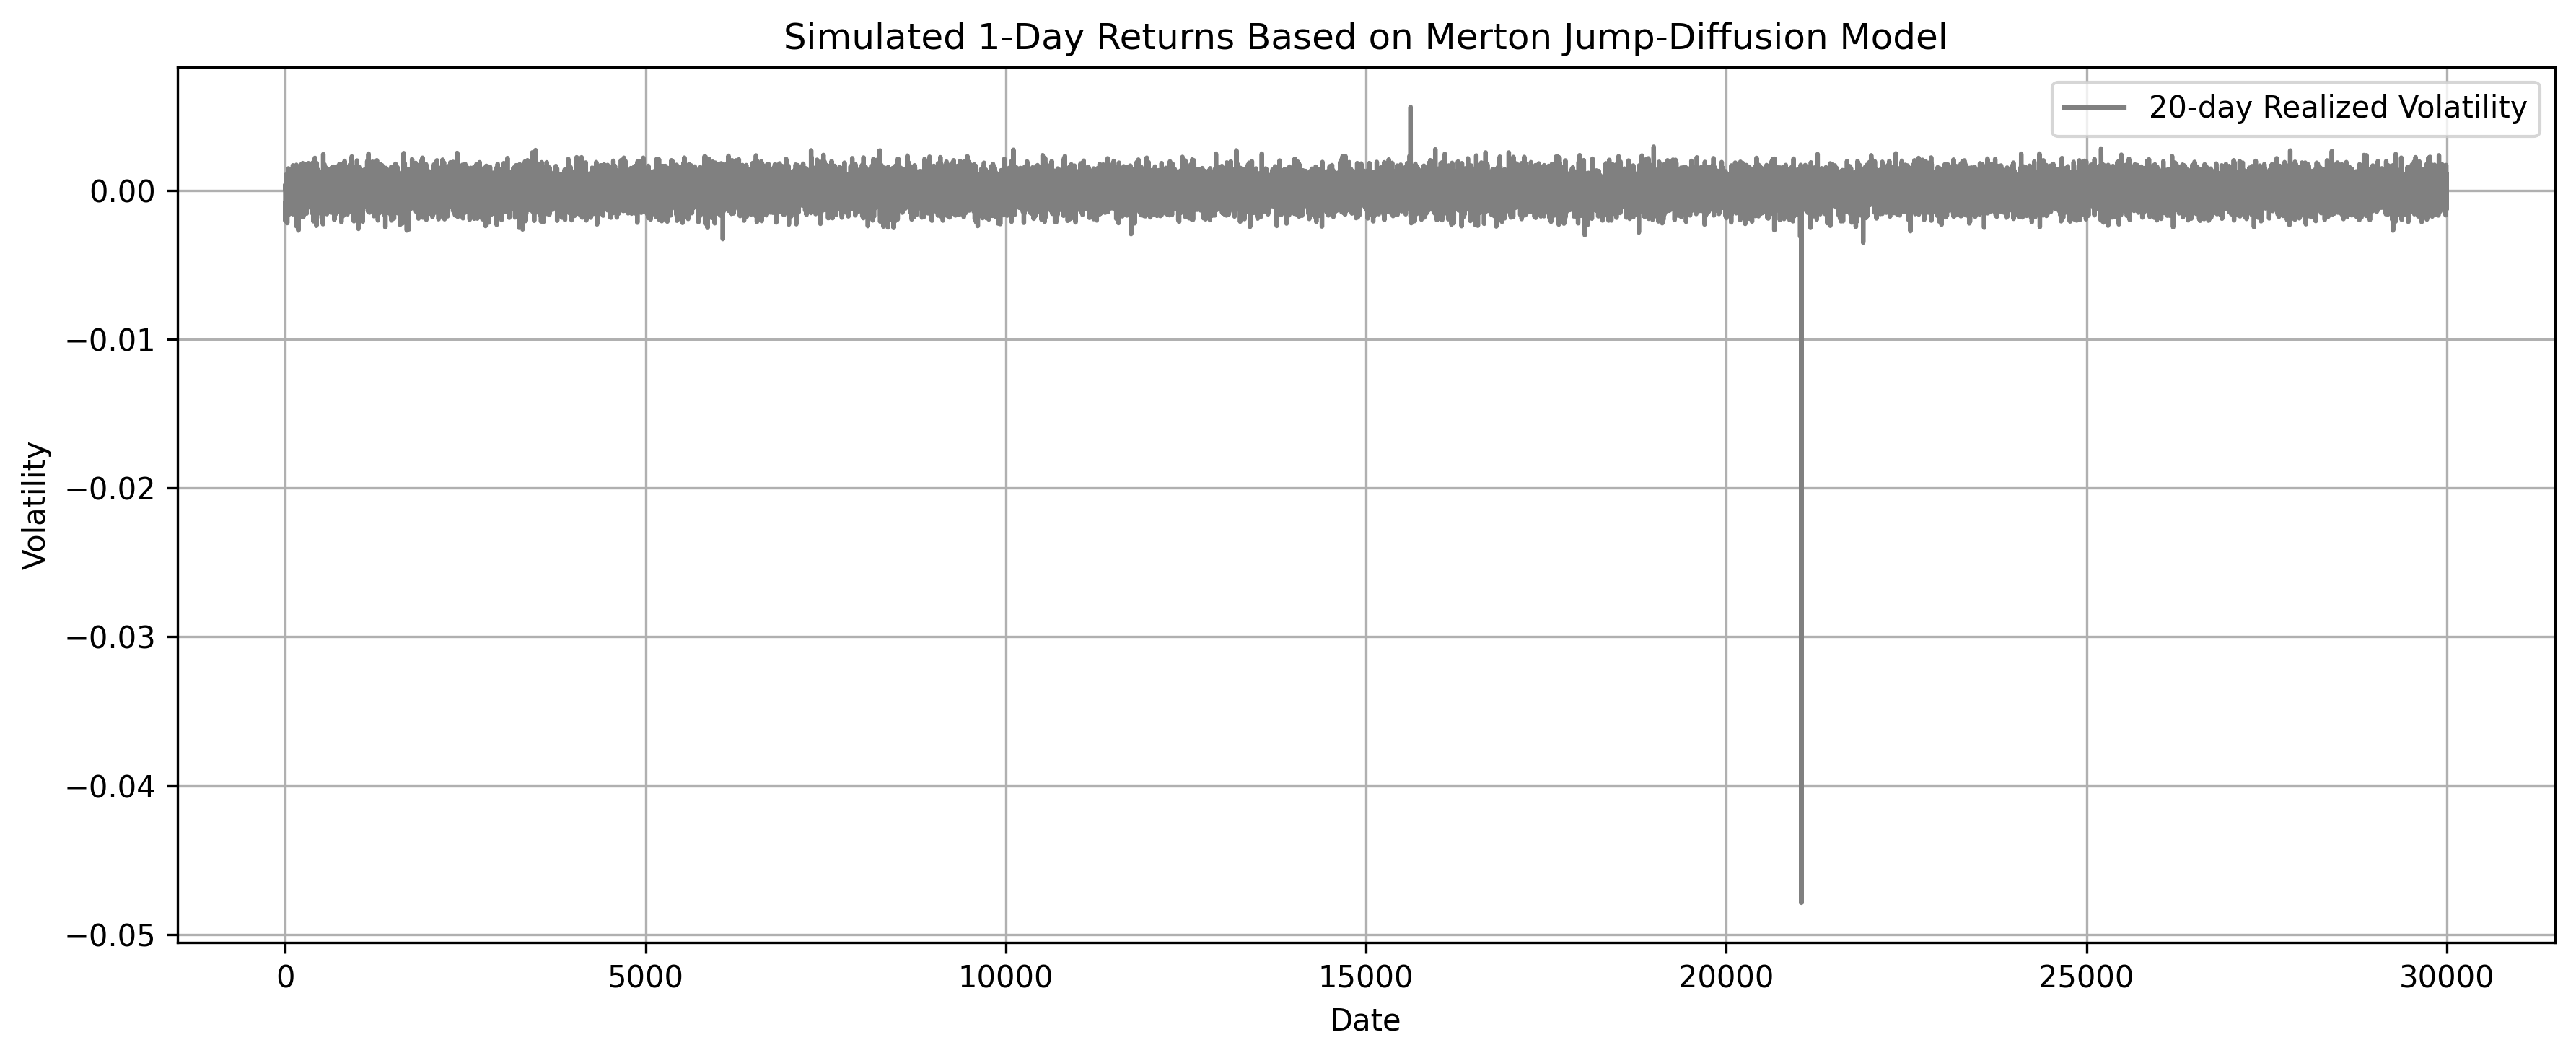 Simulated 1-Day Returns Based on Merton Jump-Diffusion Model
20-day Realized Volatility
Volatility
0.00
−0.01
−0.02
−0.03
−0.04
−0.05
0 5000 10000 15000 20000 25000 30000
Date